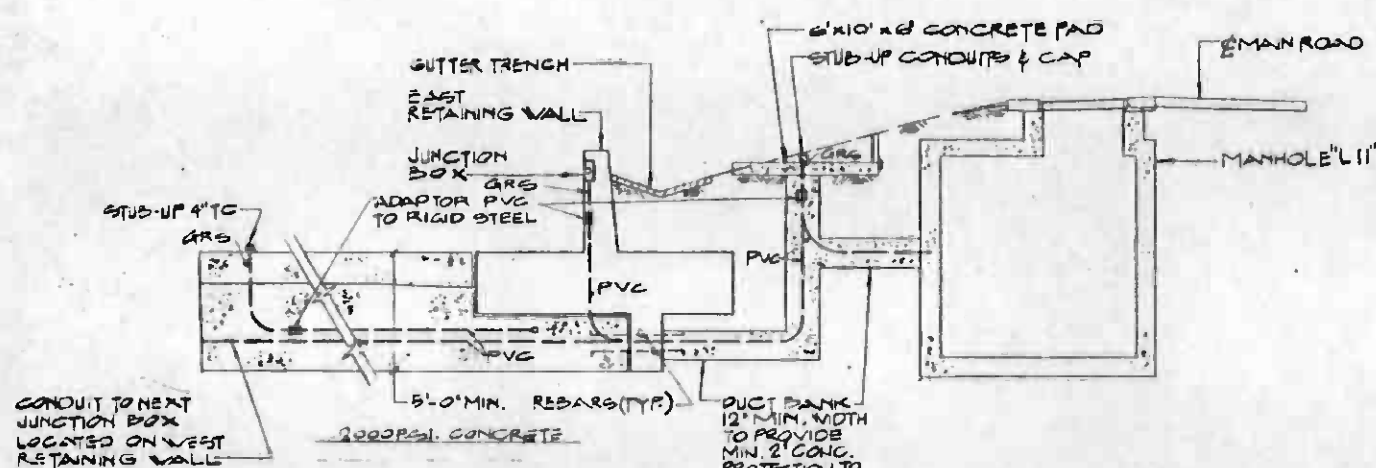 6'x10'x6" CONCRETE PAD
STUB-UP CONDUITS & CAP
℄ MAIN ROAD
GUTTER TRENCH
EAST
RETAINING WALL
JUNCTION
BOX
GRS
GRS
MANHOLE "L11"
STUB-UP 4" TC
GRS
ADAPTOR PVC
TO RIGID STEEL
PVC
PVC
PVC
CONDUIT TO NEXT
JUNCTION BOX
LOCATED ON WEST
RETAINING WALL
5'-0" MIN.
REBARS (TYP.)
2000 PSI. CONCRETE
DUCT BANK
12" MIN. WIDTH
TO PROVIDE
MIN. 2" CONC.
PROTECTION TO